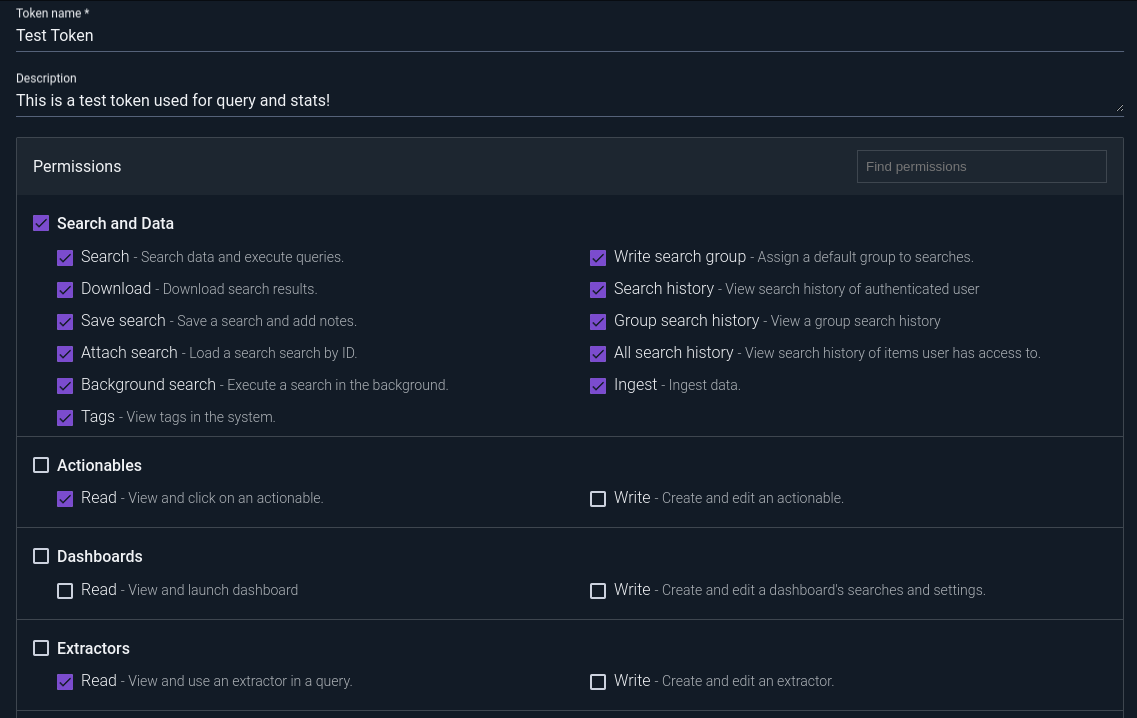 Token name *
Test Token
Description
This is a test token used for query and stats!
Permissions
Find permissions
Search and Data
Search - Search data and execute queries.
Write search group - Assign a default group to searches.
Download - Download search results.
Search history - View search history of authenticated user
Save search - Save a search and add notes.
Group search history - View a group search history
Attach search - Load a search search by ID.
All search history - View search history of items user has access to.
Background search - Execute a search in the background.
Ingest - Ingest data.
Tags - View tags in the system.
Actionables
Read - View and click on an actionable.
Write - Create and edit an actionable.
Dashboards
Read - View and launch dashboard
Write - Create and edit a dashboard's searches and settings.
Extractors
Read - View and use an extractor in a query.
Write - Create and edit an extractor.